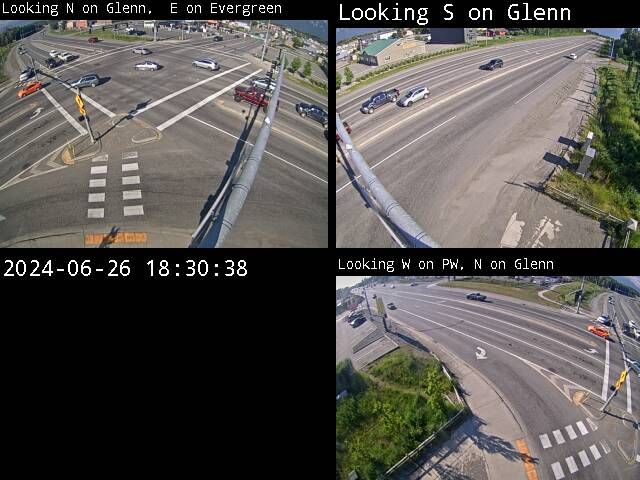 Looking N on Glenn,  E on Evergreen
Looking S on Glenn
2024-06-26 18:30:38
Looking W on PW, N on Glenn